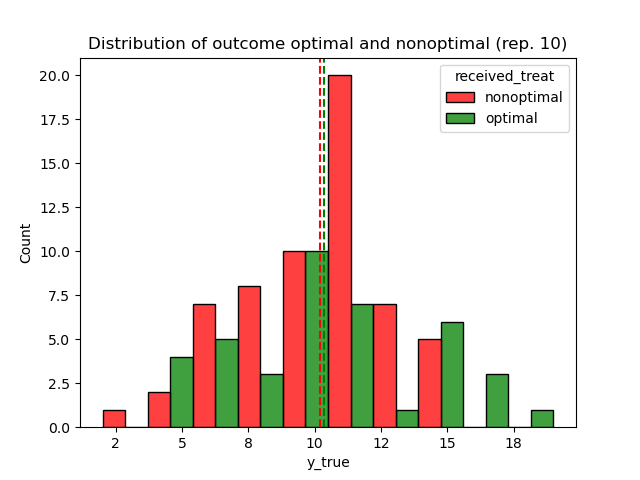 Distribution of outcome optimal and nonoptimal (rep. 10)
received_treat
nonoptimal
optimal
20.0
17.5
15.0
12.5
10.0
7.5
5.0
2.5
0.0
Count
2 5 8 10 12 15 18
y_true